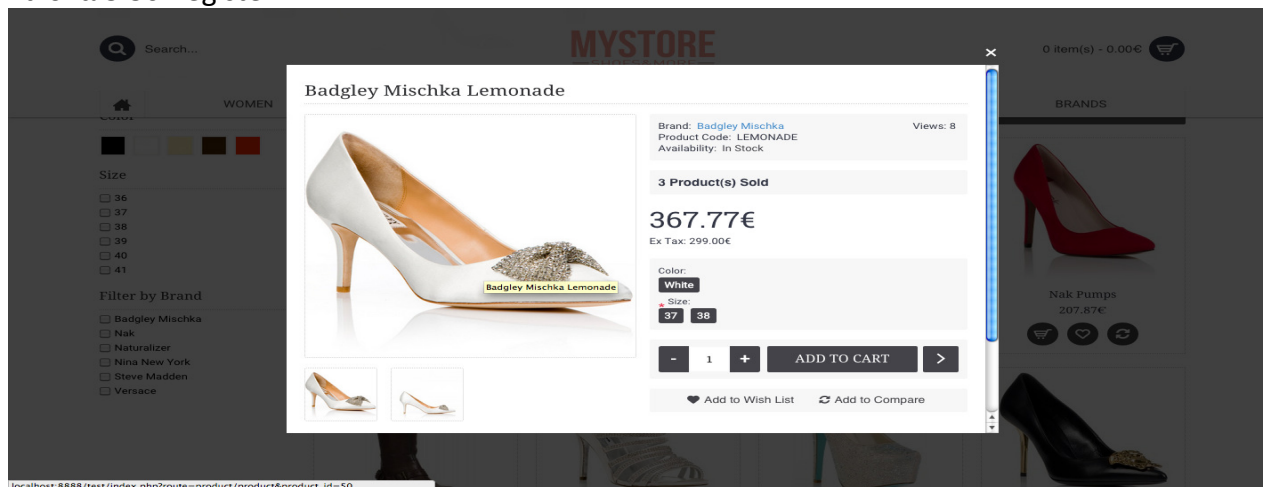 Search...
MYSTORE
SHOES & MORE
0 item(s) - 0.00€
WOMEN
BRANDS
×
Badgley Mischka Lemonade
Brand: Badgley Mischka
Views: 8
Product Code: LEMONADE
Availability: In Stock
3 Product(s) Sold
367.77€
Ex Tax: 299.00€
Color:
White
* Size:
37 38
- 1 + ADD TO CART >
Add to Wish List Add to Compare
Badgley Mischka Lemonade
Color
Size
36
37
38
39
40
41
Filter by Brand
Badgley Mischka
Nak
Naturalizer
Nina New York
Steve Madden
Versace
Nak Pumps
207.87€
localhost:8888/test/index.php?route=product/product&product_id=50